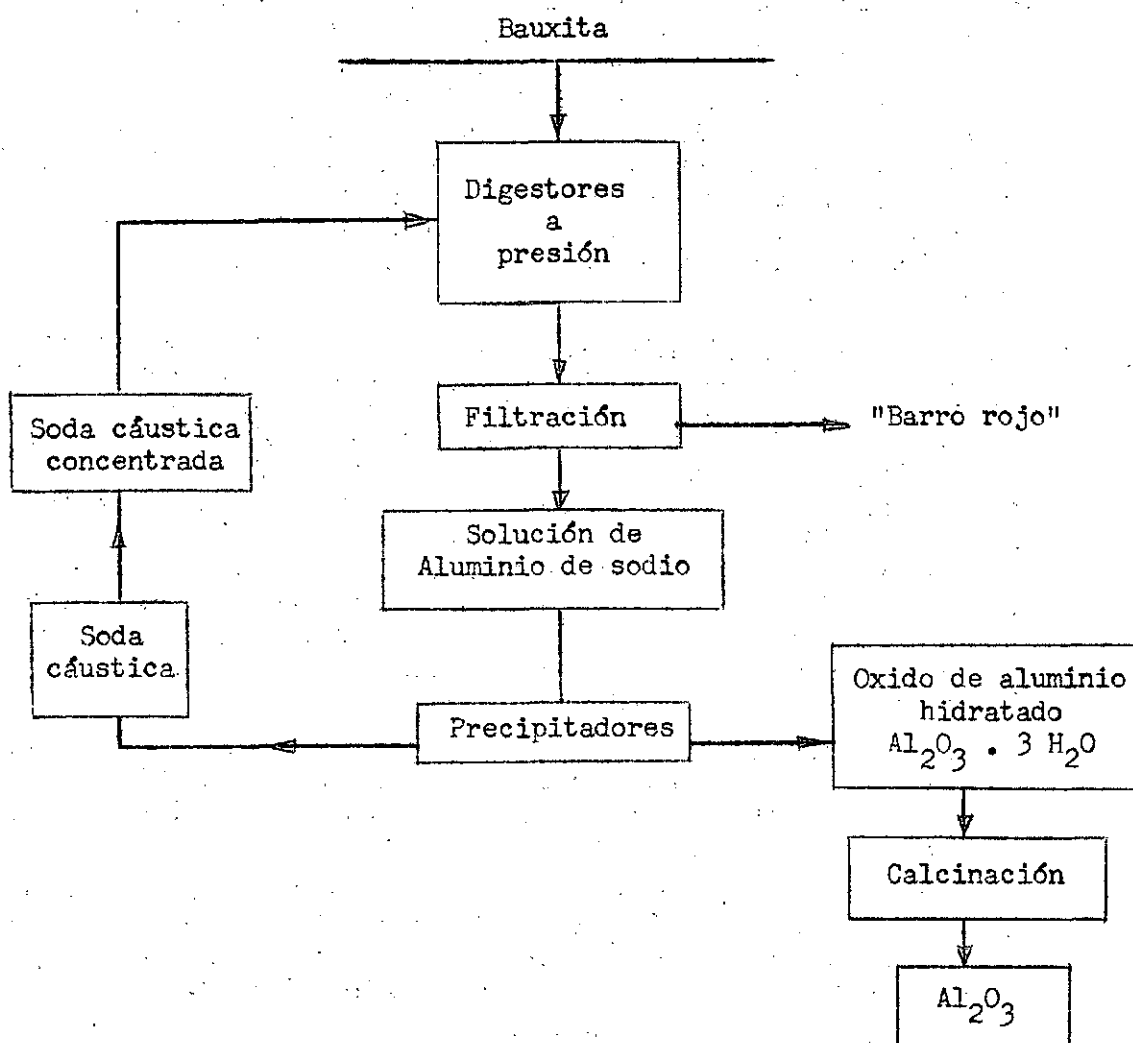 Bauxita
Digestores
a
presión
Filtración
"Barro rojo"
Soda cáustica
concentrada
Solución de
Aluminio de sodio
Soda
cáustica
Precipitadores
Oxido de aluminio
hidratado
Al₂O₃ . 3 H₂O
Calcinación
Al₂O₃